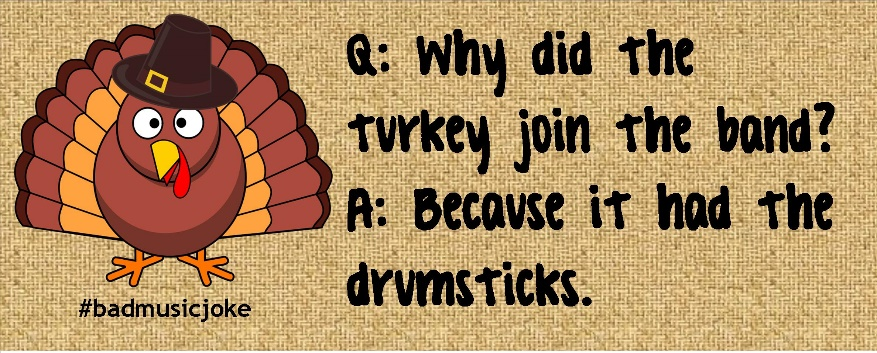 Q: Why did the
turkey join the band?
A: Because it had the
drumsticks.
#badmusicjoke